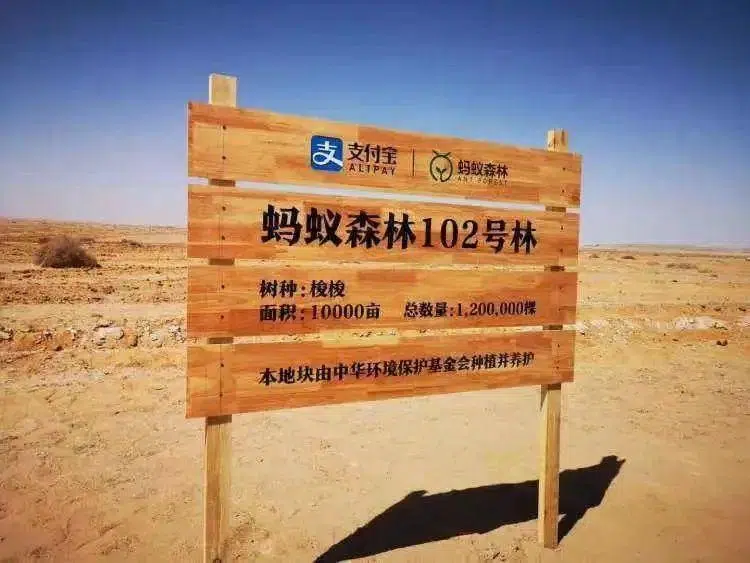 支 支付宝 蚂蚁森林
ALIPAY ANT FOREST
蚂蚁森林102号林
树种:梭梭
面积:10000亩 总数量:1,200,000棵
本地块由中华环境保护基金会种植并养护